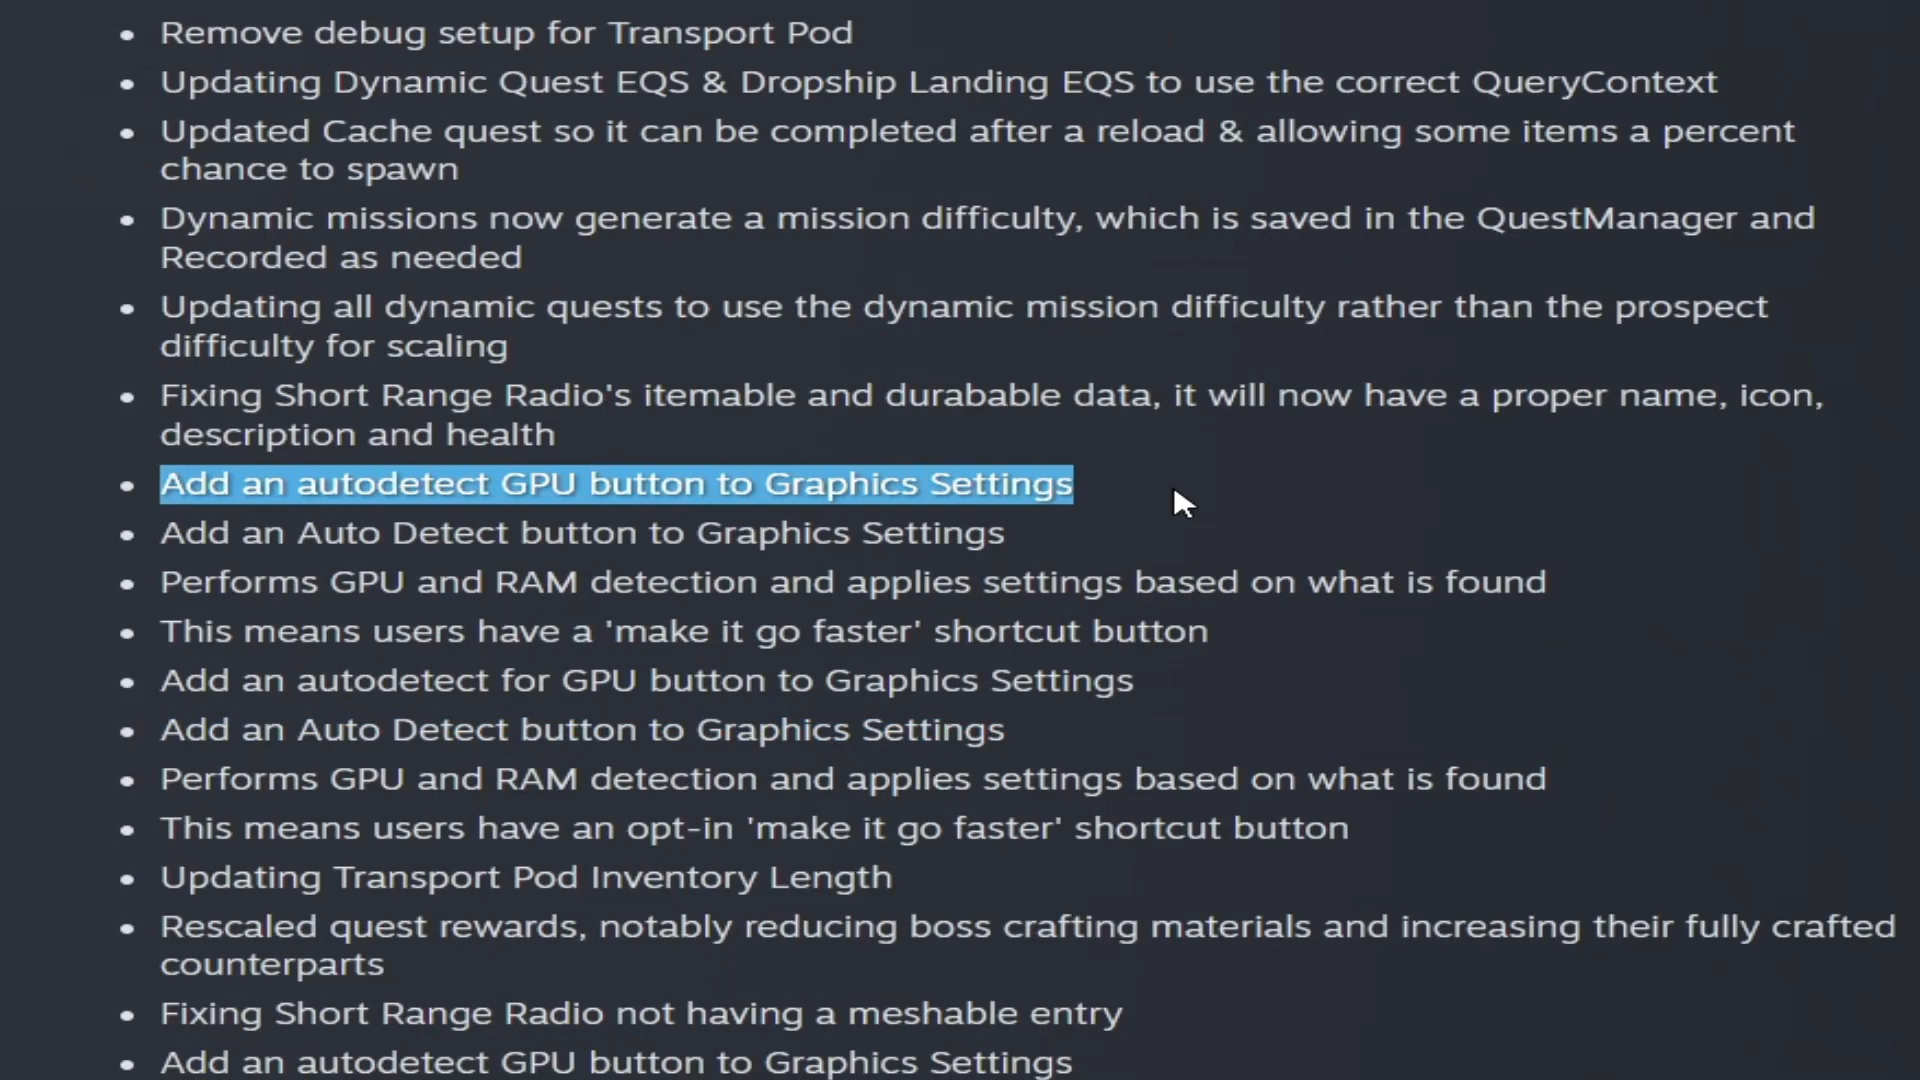 • Remove debug setup for Transport Pod
• Updating Dynamic Quest EQS & Dropship Landing EQS to use the correct QueryContext
• Updated Cache quest so it can be completed after a reload & allowing some items a percent
chance to spawn
• Dynamic missions now generate a mission difficulty, which is saved in the QuestManager and
Recorded as needed
• Updating all dynamic quests to use the dynamic mission difficulty rather than the prospect
difficulty for scaling
• Fixing Short Range Radio's itemable and durabable data, it will now have a proper name, icon,
description and health
• Add an autodetect GPU button to Graphics Settings
• Add an Auto Detect button to Graphics Settings
• Performs GPU and RAM detection and applies settings based on what is found
• This means users have a 'make it go faster' shortcut button
• Add an autodetect for GPU button to Graphics Settings
• Add an Auto Detect button to Graphics Settings
• Performs GPU and RAM detection and applies settings based on what is found
• This means users have an opt-in 'make it go faster' shortcut button
• Updating Transport Pod Inventory Length
• Rescaled quest rewards, notably reducing boss crafting materials and increasing their fully crafted
counterparts
• Fixing Short Range Radio not having a meshable entry
• Add an autodetect GPU button to Graphics Settings